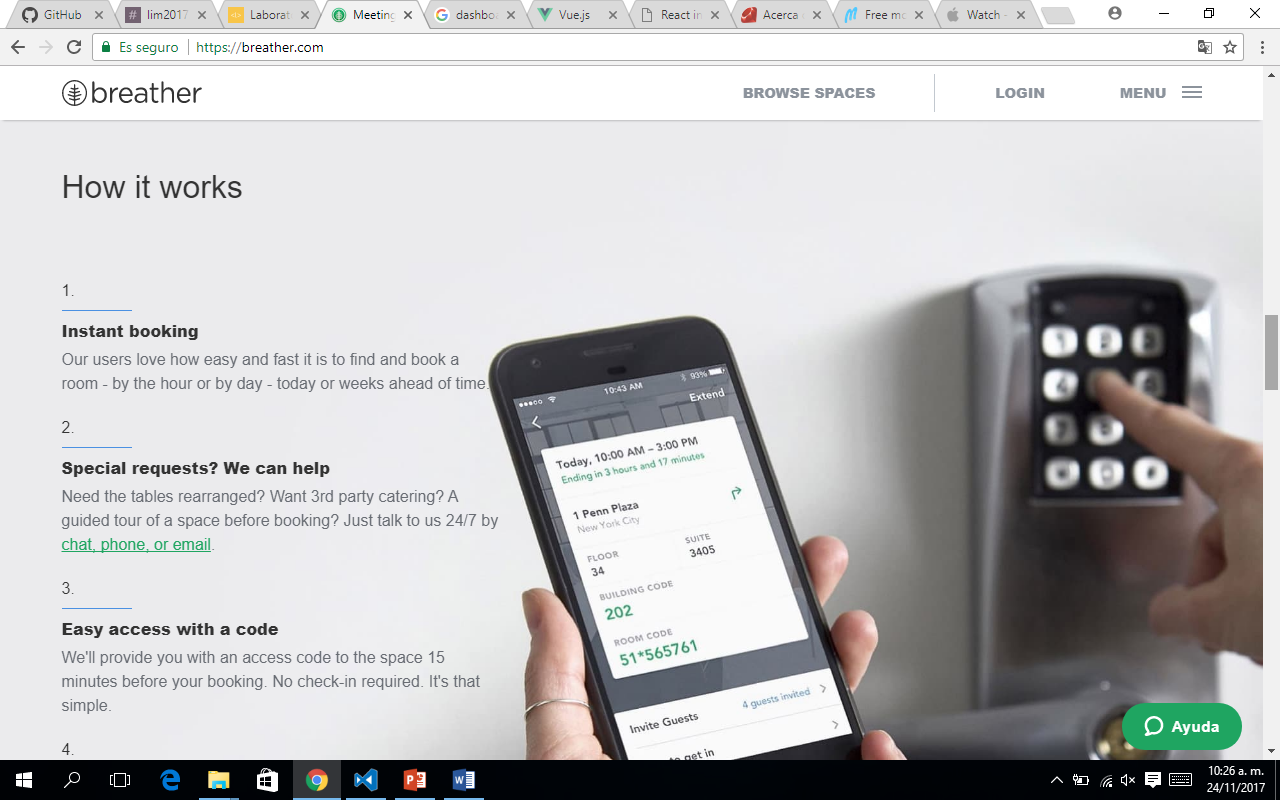 GitHub
lim2017
Laborat
Meeting
dashbo
Vue.js
React in
Acerca
Free mo
Watch -
Es seguro
https://breather.com
breather
BROWSE SPACES
LOGIN
MENU
How it works
1.
Instant booking
Our users love how easy and fast it is to find and book a
room - by the hour or by day - today or weeks ahead of time.
2.
Special requests? We can help
Need the tables rearranged? Want 3rd party catering? A
guided tour of a space before booking? Just talk to us 24/7 by
chat, phone, or email.
3.
Easy access with a code
We'll provide you with an access code to the space 15
minutes before your booking. No check-in required. It's that
simple.
4.
10:43 AM
93%
Extend
Today, 10:00 AM – 3:00 PM
Ending in 3 hours and 17 minutes
1 Penn Plaza
New York City
FLOOR
34
SUITE
3405
BUILDING CODE
202
ROOM CODE
51*565761
Invite Guests
4 guests invited
to get in
1 2 3
4
7 8
0 #
Ayuda
10:26 a. m.
24/11/2017